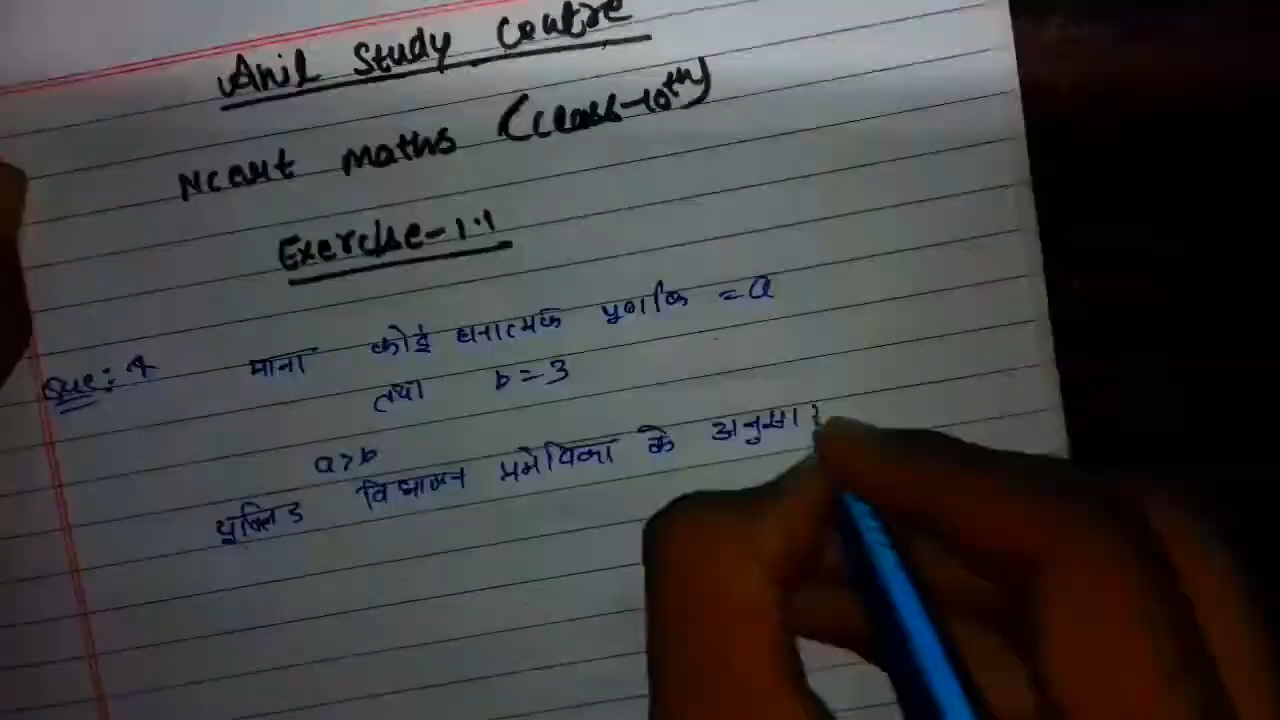 Anil Study Centre
Ncert Maths (Class-10th)
Exercise-1.1
Que: 4 माना कोई धनात्मक पूर्णांक = a
तथा b = 3
a > b
यूक्लिड विभाजन प्रमेयिका के अनुसार